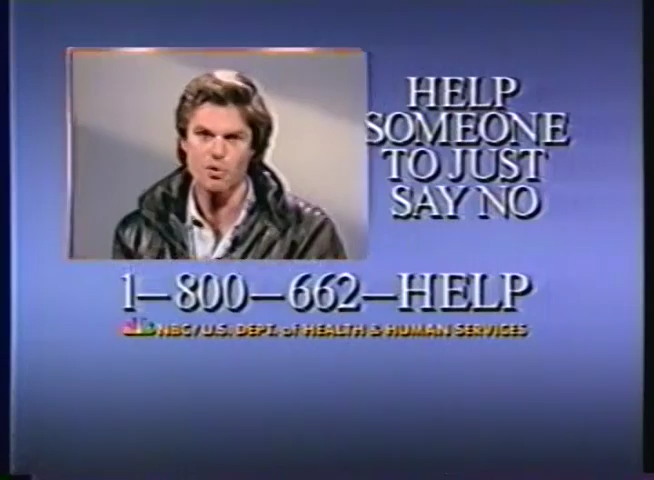 HELP
SOMEONE
TO JUST
SAY NO
1-800-662-HELP
NBC/U.S. DEPT. of HEALTH & HUMAN SERVICES